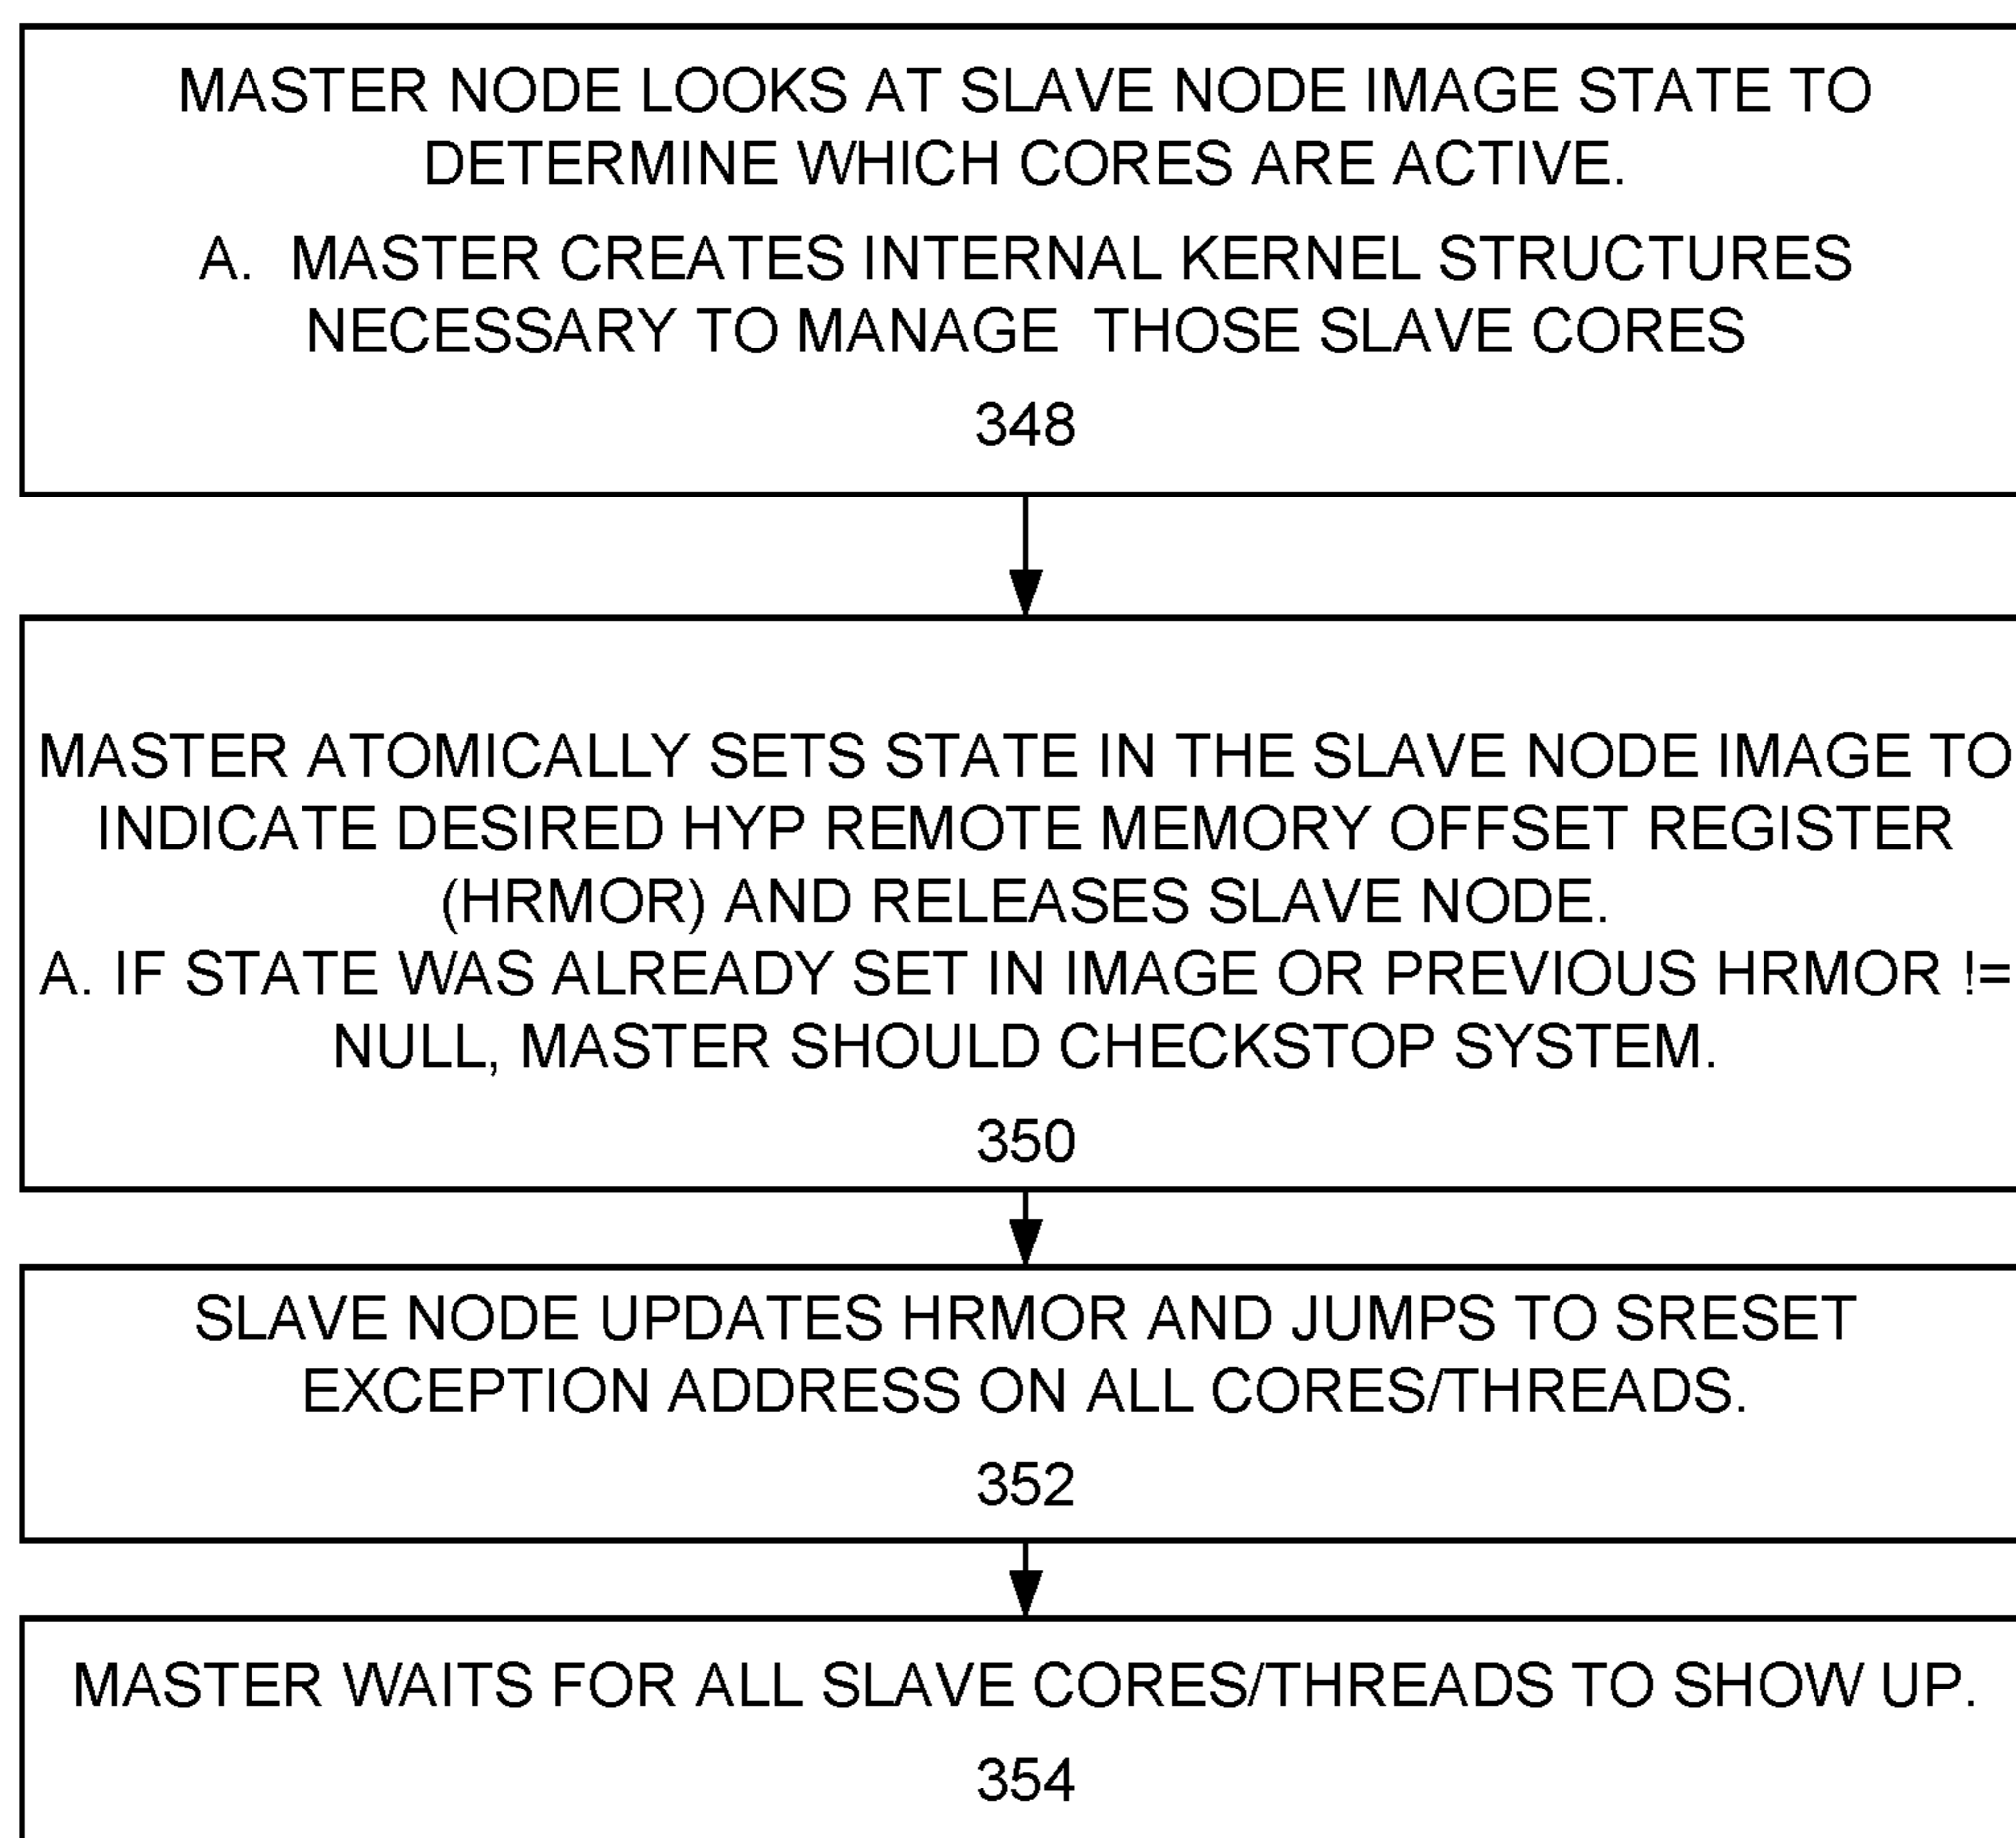 MASTER NODE LOOKS AT SLAVE NODE IMAGE STATE TO
DETERMINE WHICH CORES ARE ACTIVE.
A. MASTER CREATES INTERNAL KERNEL STRUCTURES
NECESSARY TO MANAGE THOSE SLAVE CORES
348
MASTER ATOMICALLY SETS STATE IN THE SLAVE NODE IMAGE TO
INDICATE DESIRED HYP REMOTE MEMORY OFFSET REGISTER
(HRMOR) AND RELEASES SLAVE NODE.
A. IF STATE WAS ALREADY SET IN IMAGE OR PREVIOUS HRMOR !=
NULL, MASTER SHOULD CHECKSTOP SYSTEM.
350
SLAVE NODE UPDATES HRMOR AND JUMPS TO SRESET
EXCEPTION ADDRESS ON ALL CORES/THREADS.
352
MASTER WAITS FOR ALL SLAVE CORES/THREADS TO SHOW UP.
354